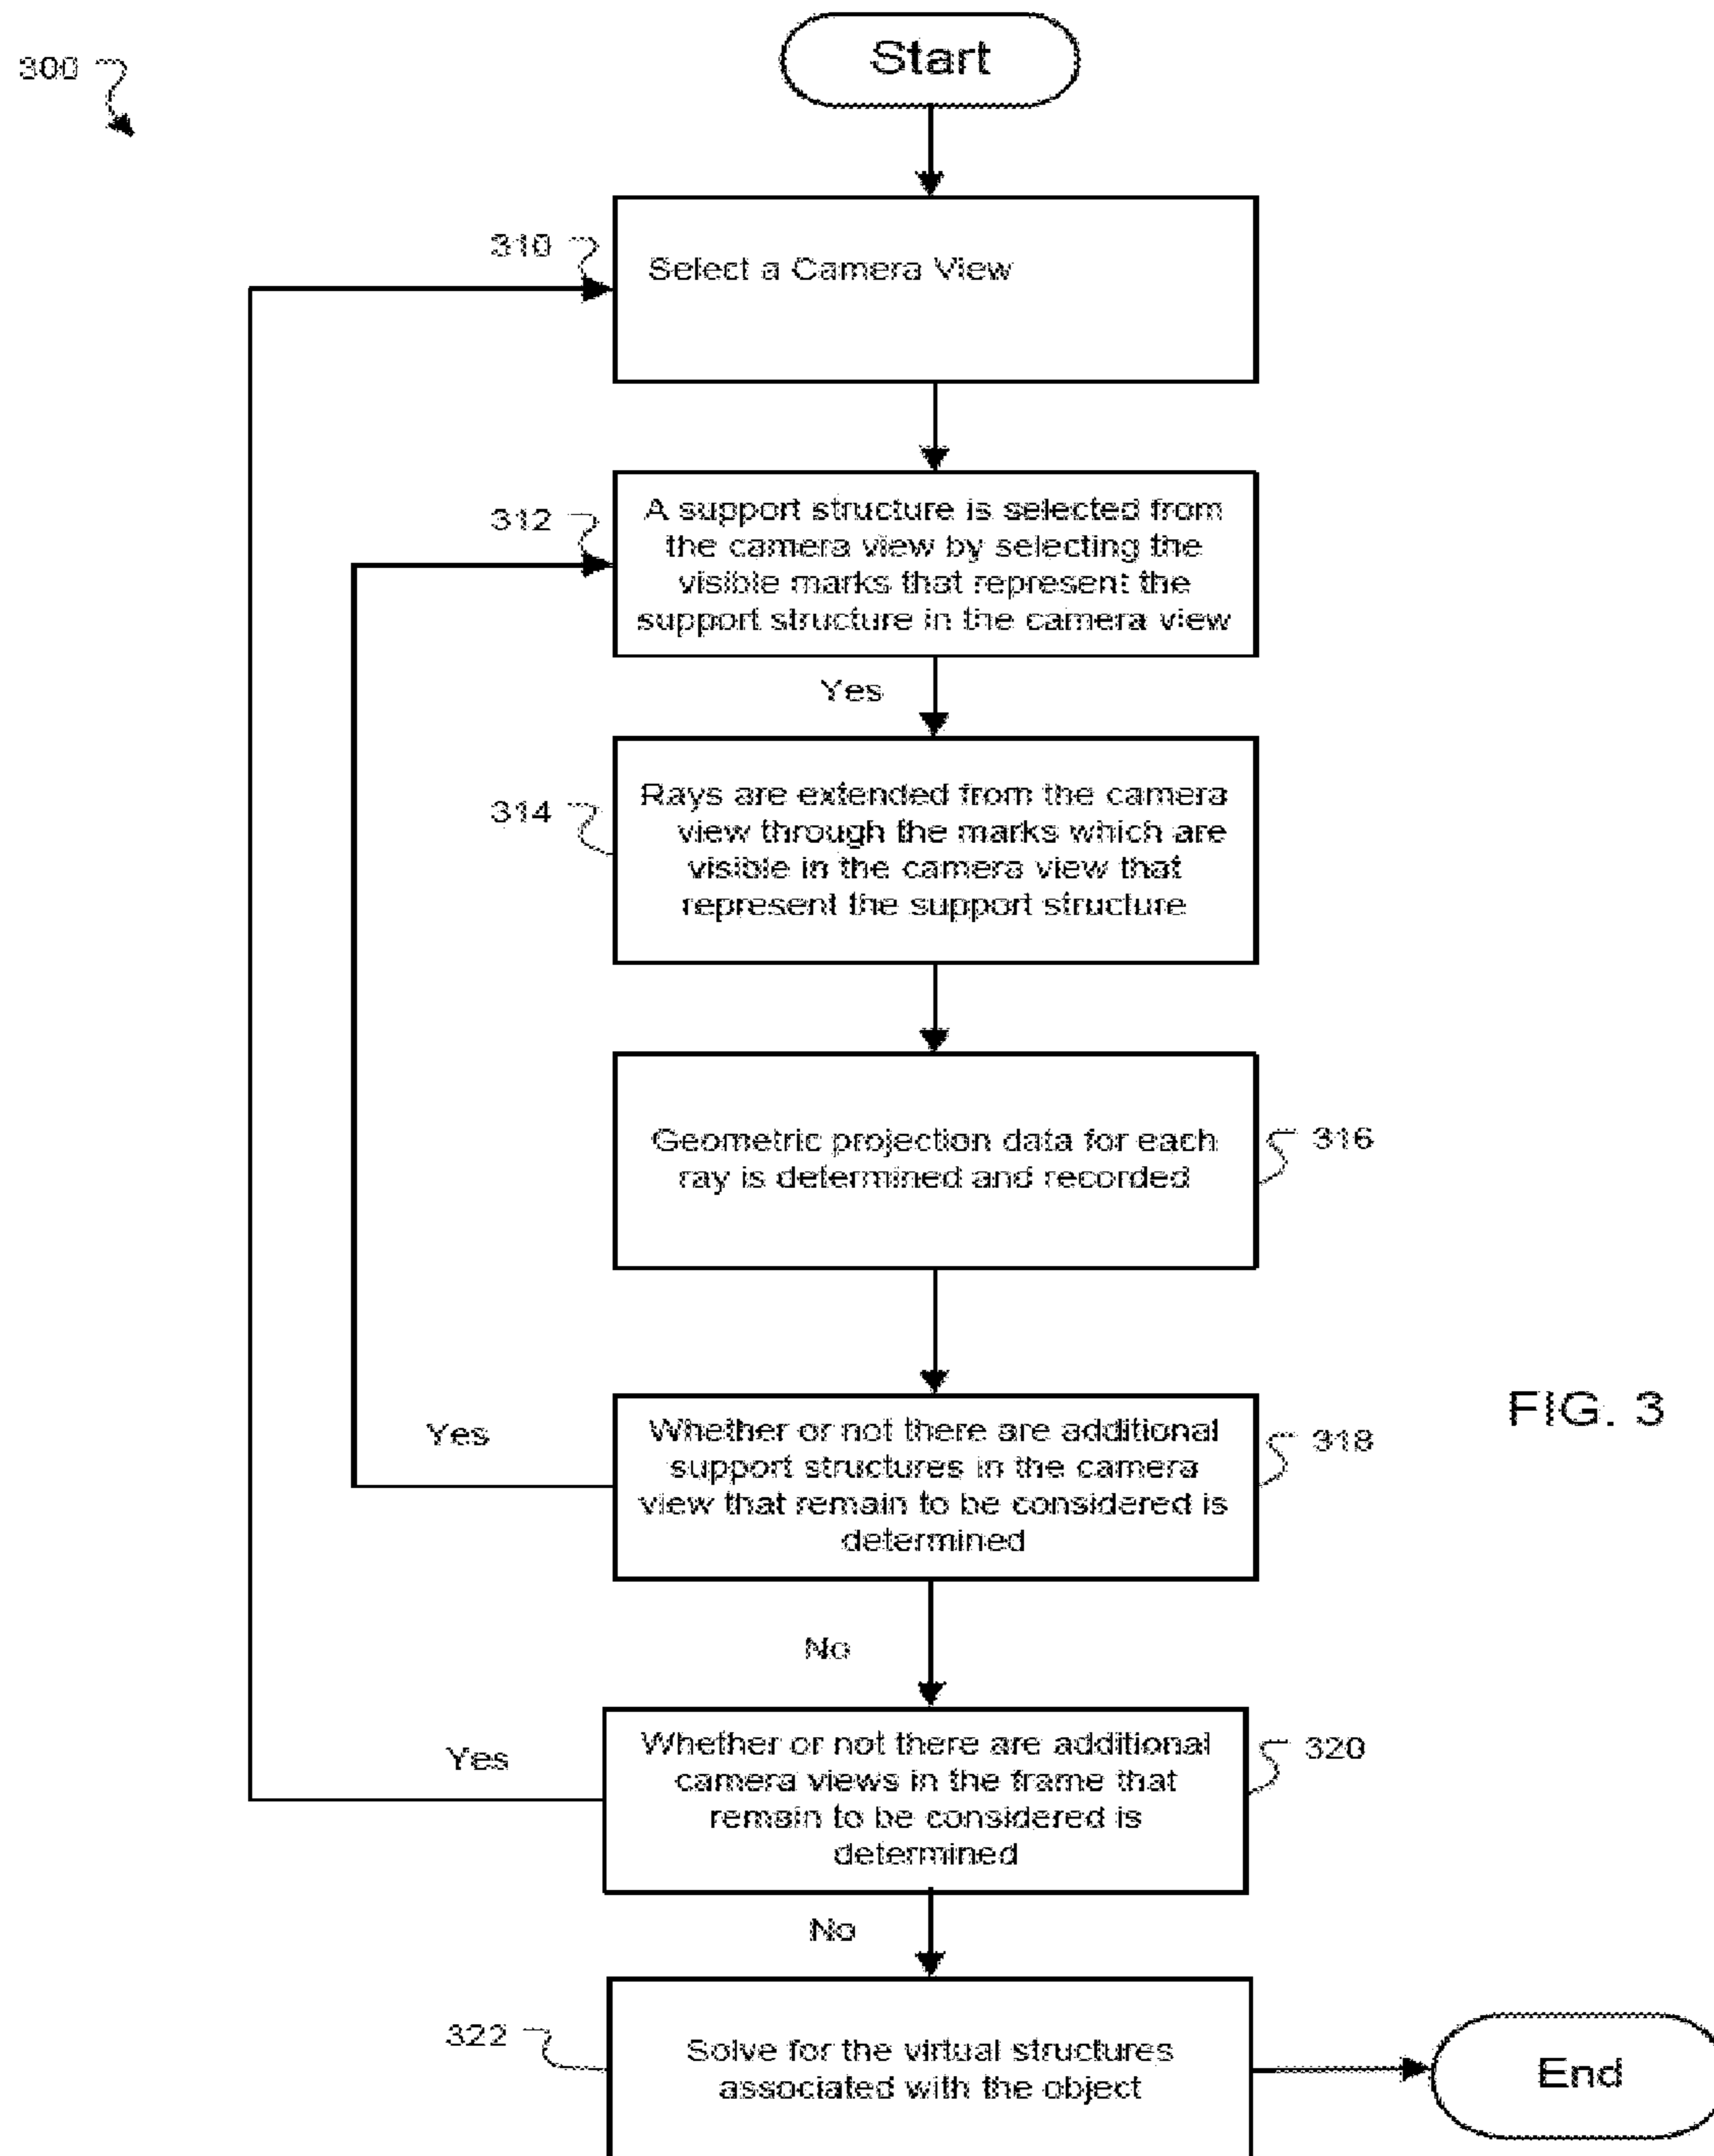 Start
300
310
Select a Camera View
312
A support structure is selected from
the camera view by selecting the
visible marks that represent the
support structure in the camera view
Yes
314
Rays are extended from the camera
view through the marks which are
visible in the camera view that
represent the support structure
Geometric projection data for each
ray is determined and recorded
316
FIG. 3
Yes
Whether or not there are additional
support structures in the camera
view that remain to be considered is
determined
318
No
Yes
Whether or not there are additional
camera views in the frame that
remain to be considered is
determined
320
No
322
Solve for the virtual structures
associated with the object
End